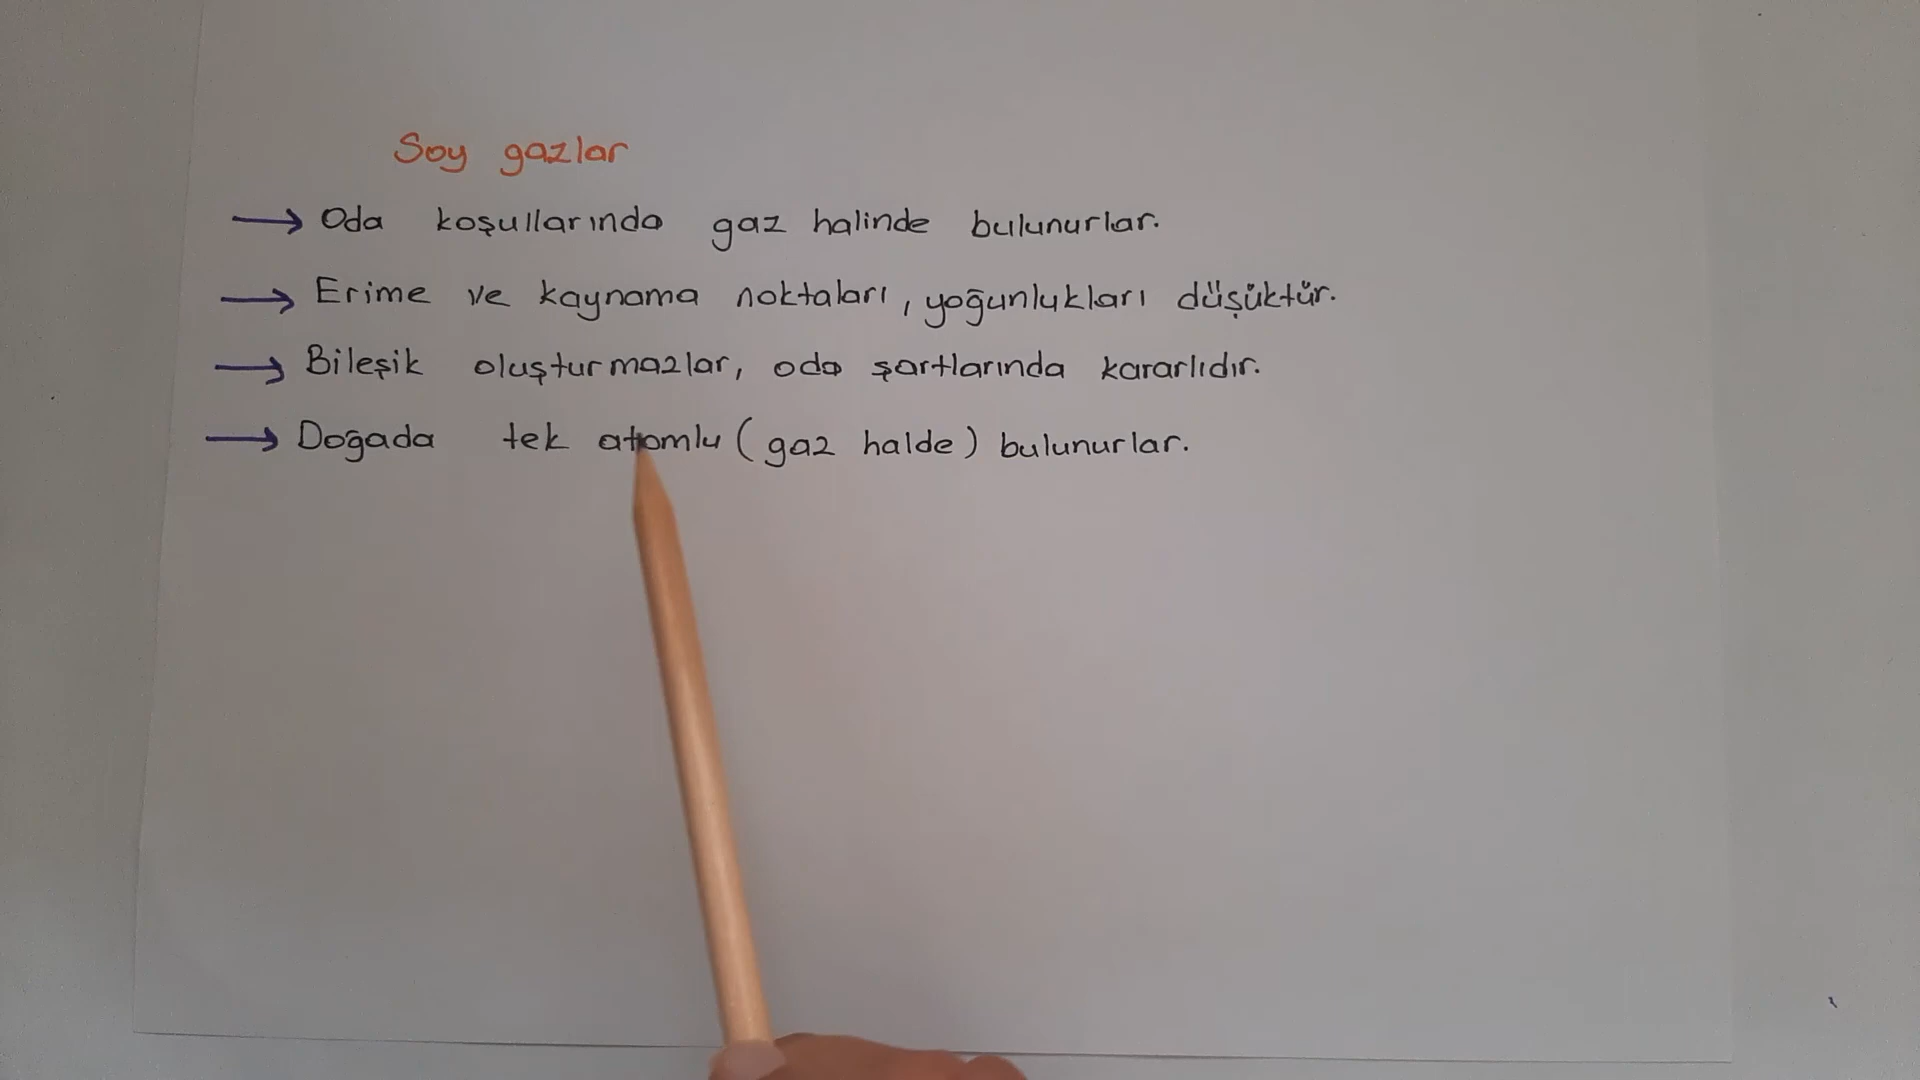 Soy gazlar
→ Oda koşullarında gaz halinde bulunurlar.
→ Erime ve kaynama noktaları, yoğunlukları düşüktür.
→ Bileşik oluşturmazlar, oda şartlarında kararlıdır.
→ Doğada tek atomlu (gaz halde) bulunurlar.